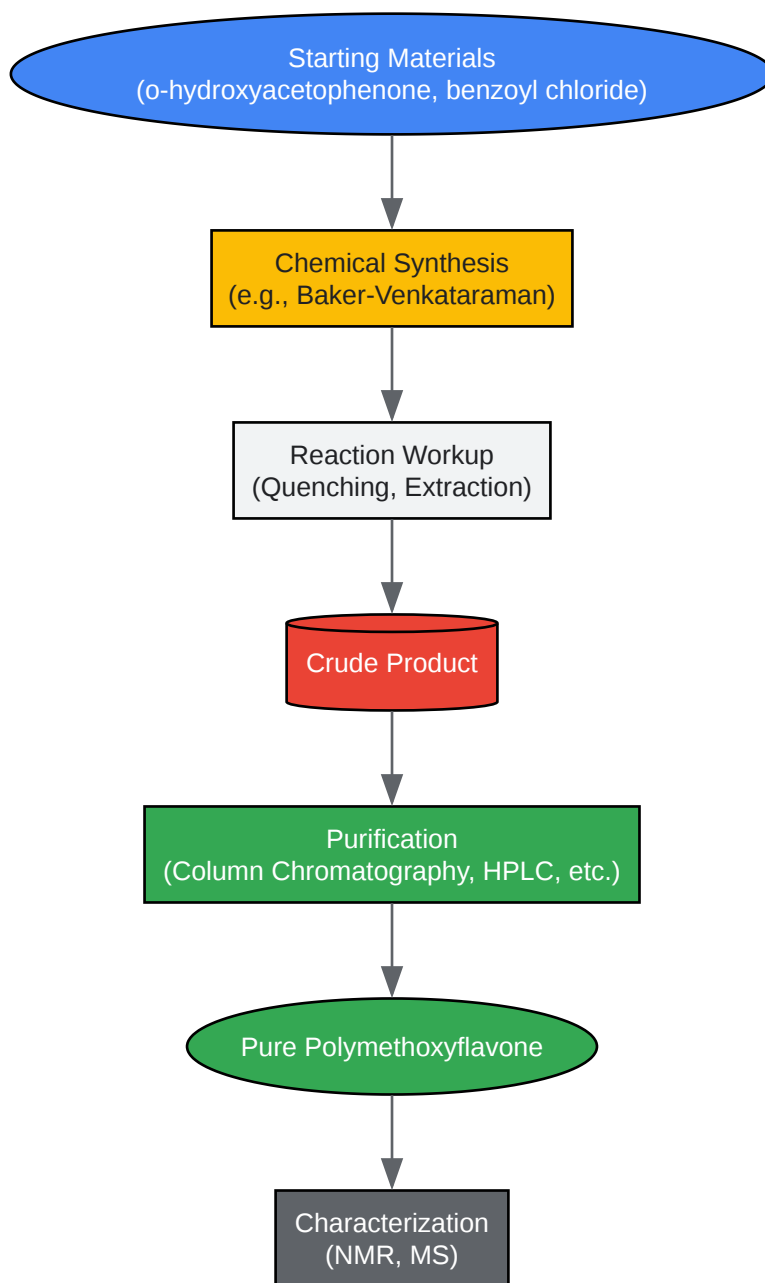 Starting Materials
(o-hydroxyacetophenone, benzoyl chloride)
Chemical Synthesis
(e.g., Baker-Venkataraman)
Reaction Workup
(Quenching, Extraction)
Crude Product
Purification
(Column Chromatography, HPLC, etc.)
Pure Polymethoxyflavone
Characterization
(NMR, MS)